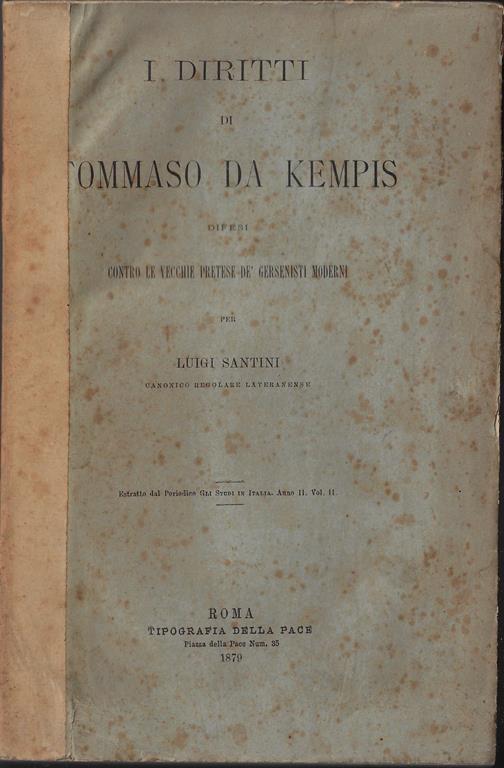 I DIRITTI
DI
TOMMASO DA KEMPIS
DIFESI
CONTRO LE VECCHIE PRETESE DE' GERSENISTI MODERNI
PER
LUIGI SANTINI
CANONICO REGOLARE LATERANENSE
Estratto dal Periodico GLI STUDI IN ITALIA. Anno II. Vol. II.
ROMA
TIPOGRAFIA DELLA PACE
Piazza della Pace Num. 35
1879